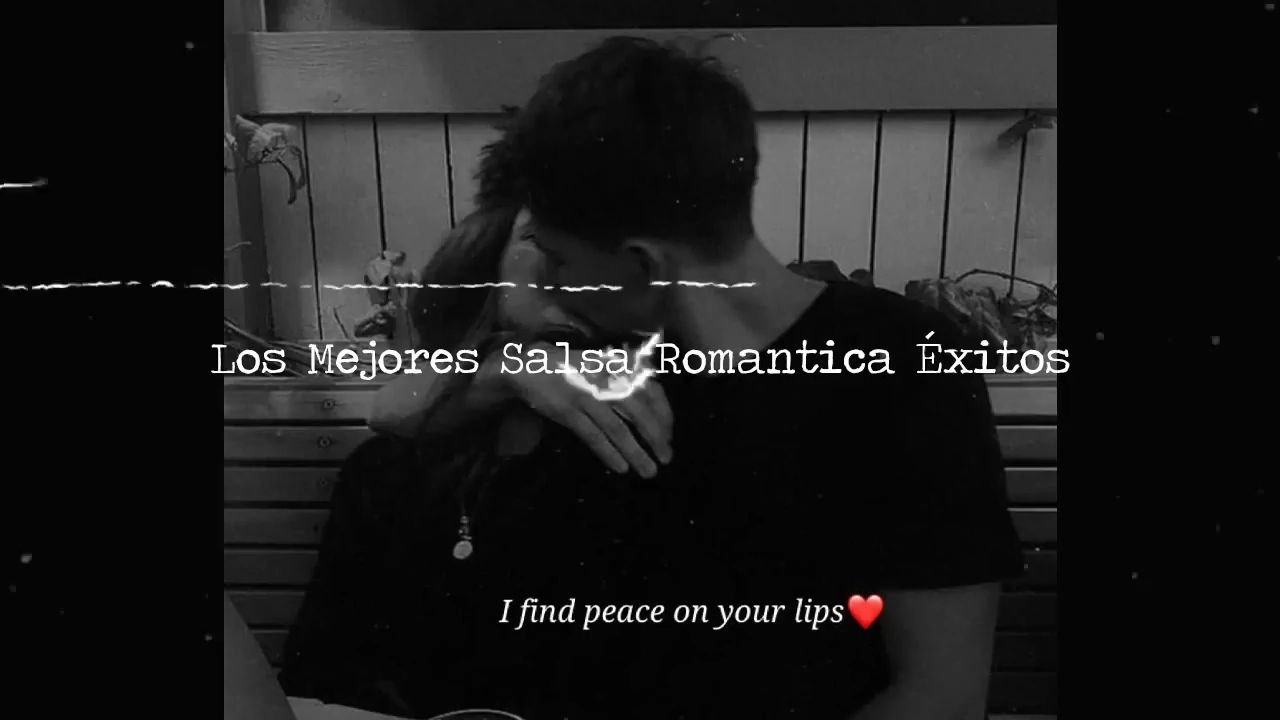 Los Mejores Salsa Romantica Éxitos
I find peace on your lips❤️